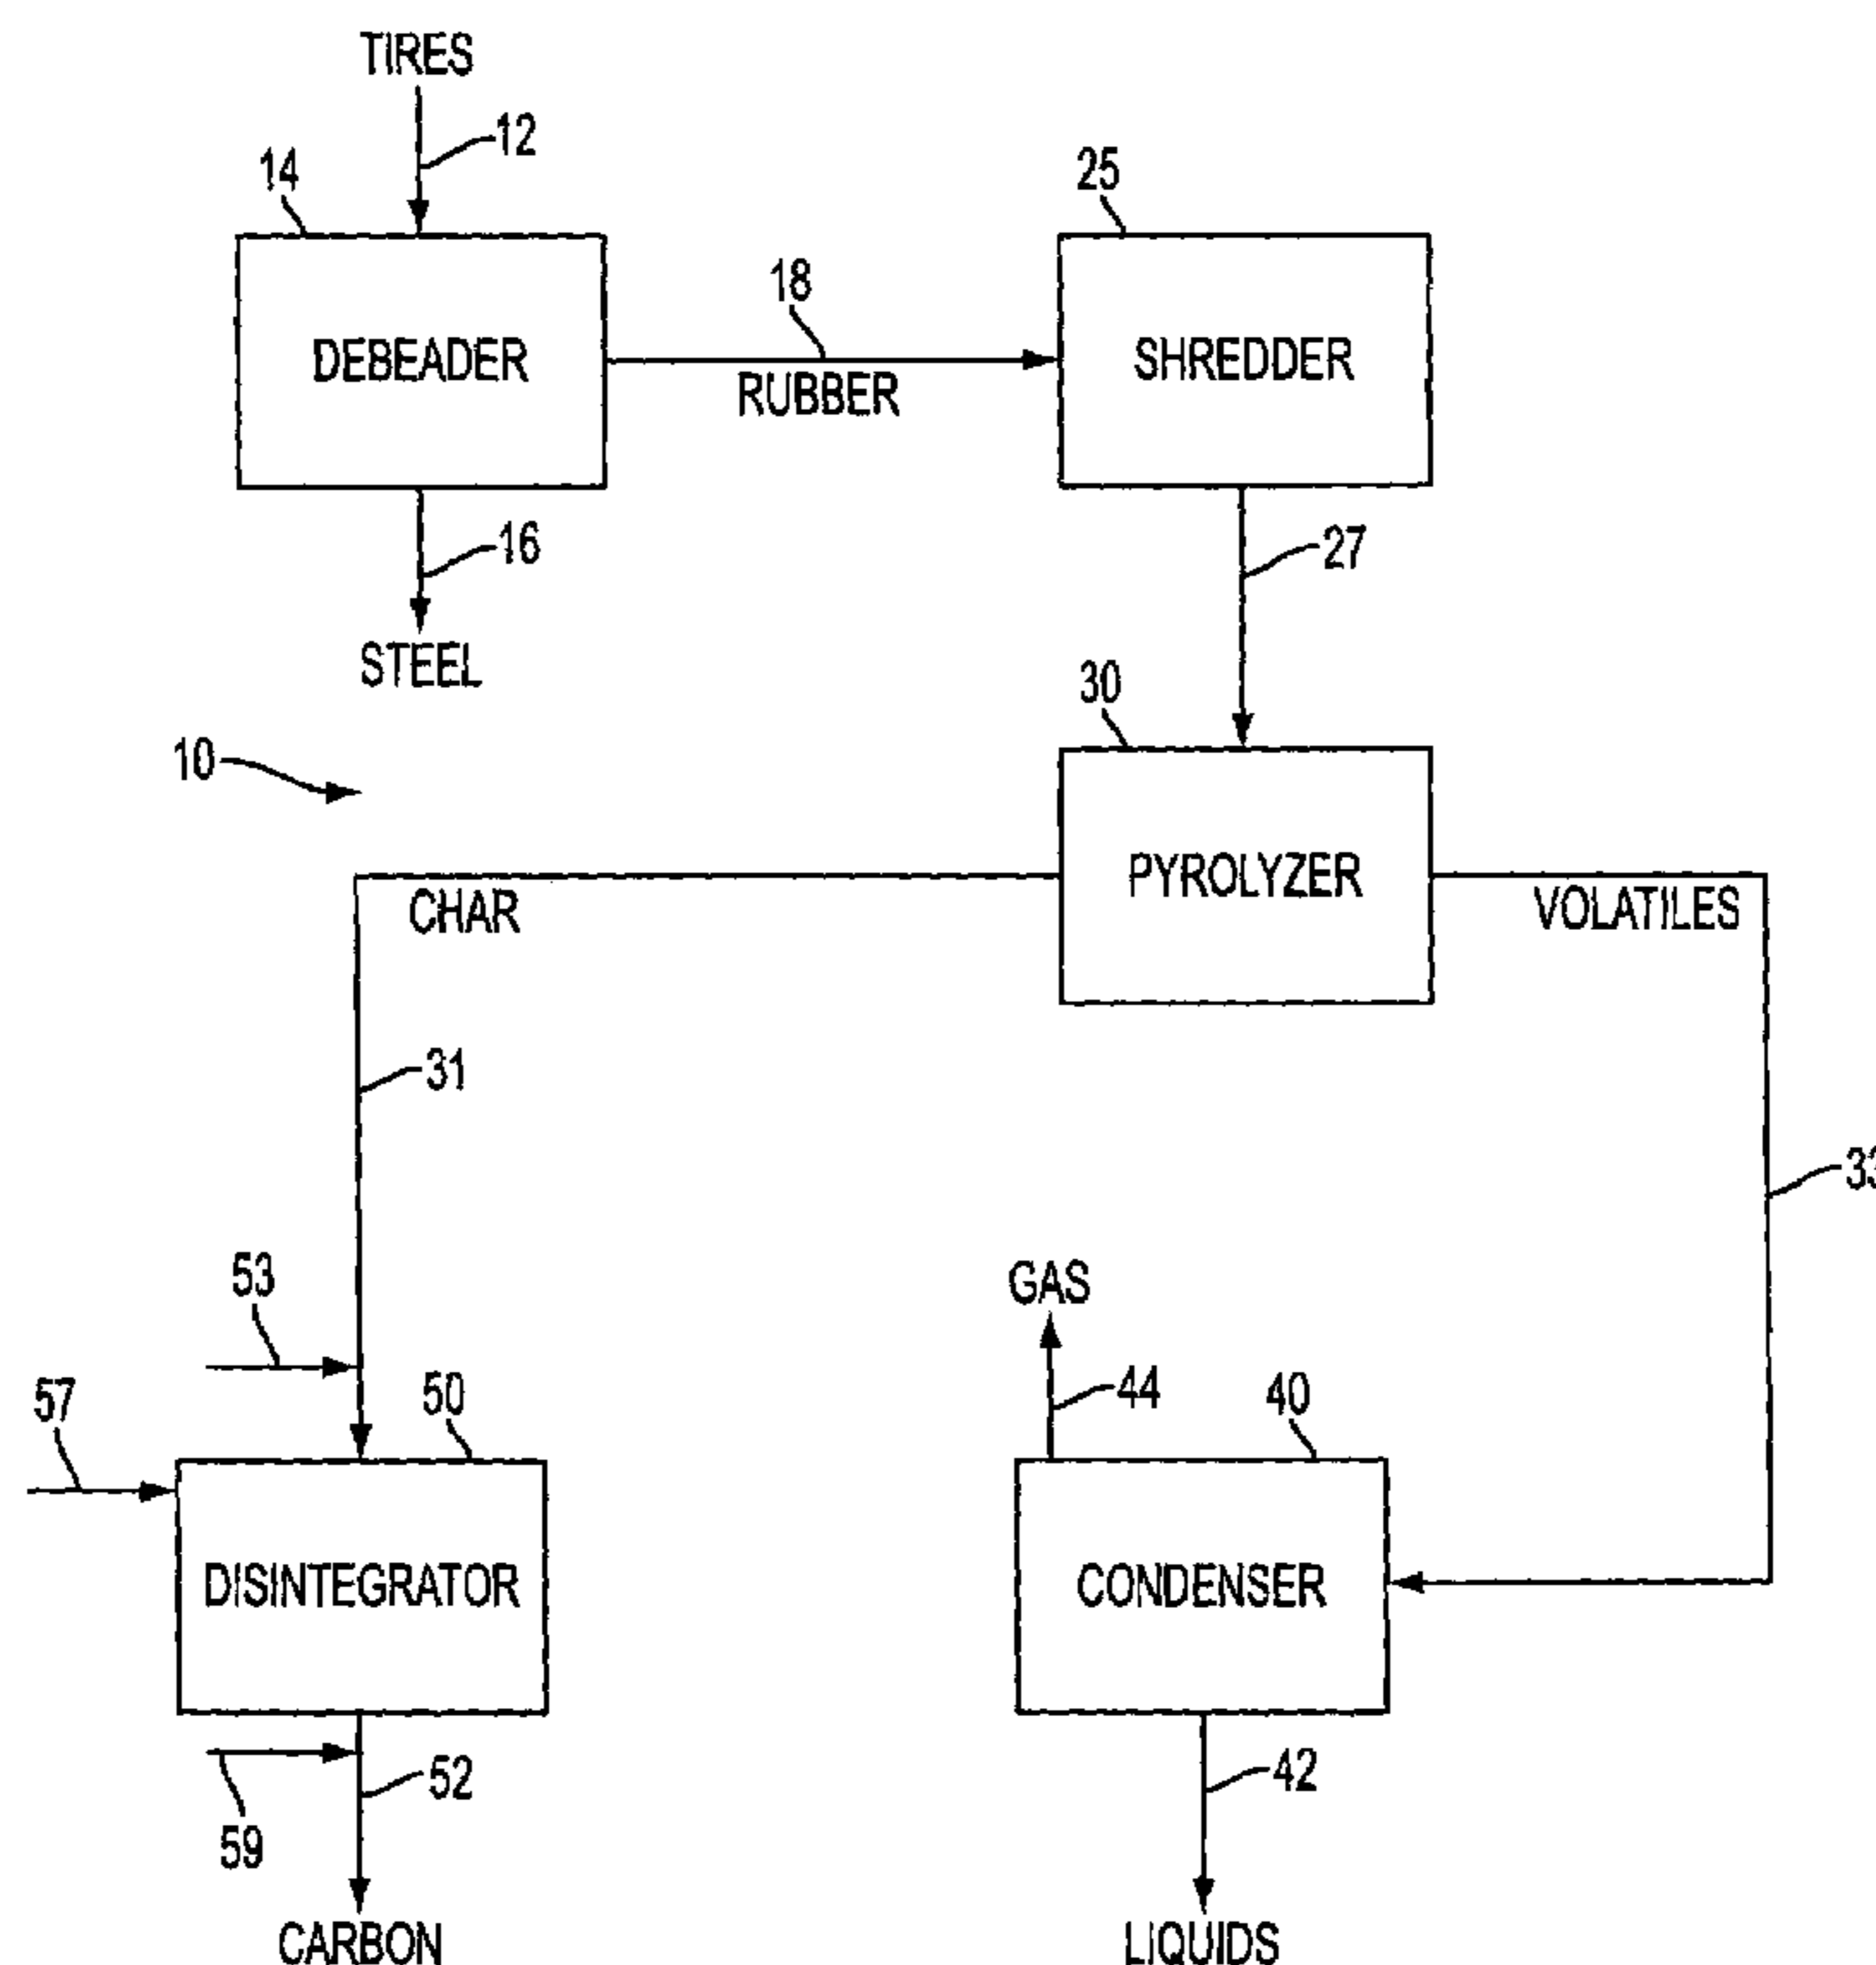 TIRES
12
14
25
18
DEBEADER
SHREDDER
RUBBER
16
27
STEEL
30
10
PYROLYZER
CHAR
VOLATILES
31
33
53
GAS
57
50
44
40
DISINTEGRATOR
CONDENSER
52
42
59
CARBON
LIQUIDS